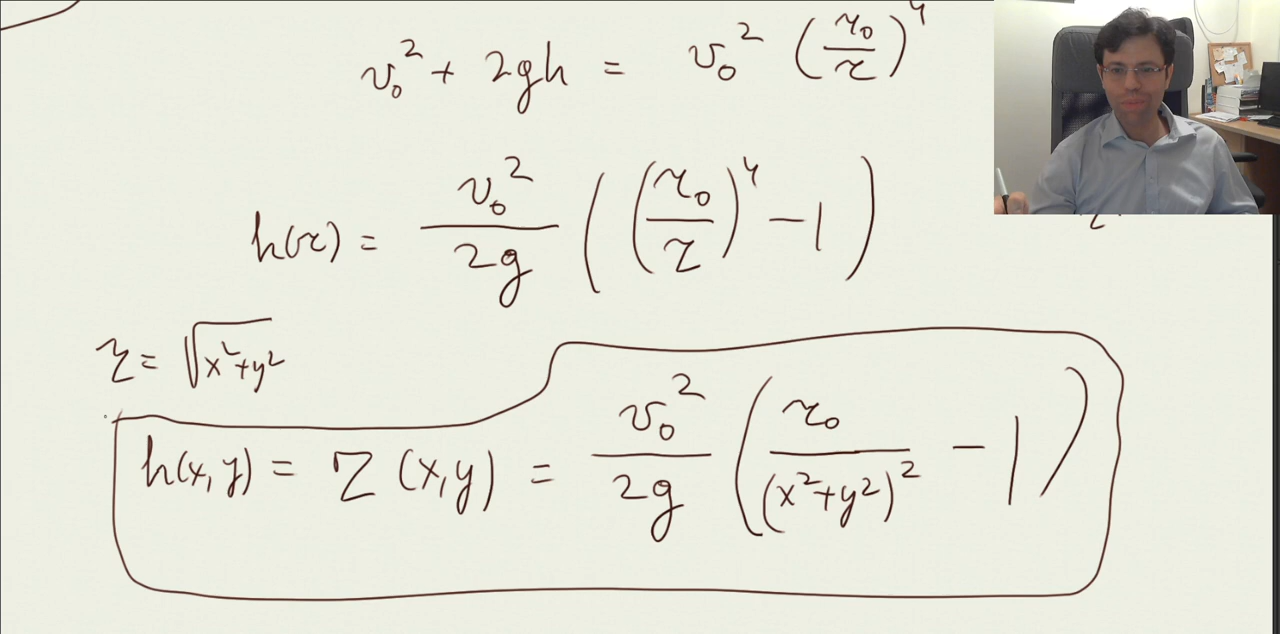 v₀² + 2gh = v₀² (r₀/r)⁴
h(r) = v₀²/2g ((r₀/r)⁴ − 1)
r = √(x²+y²)
h(x,y) = Z(x,y) = v₀²/2g (r₀/(x²+y²)² − 1)